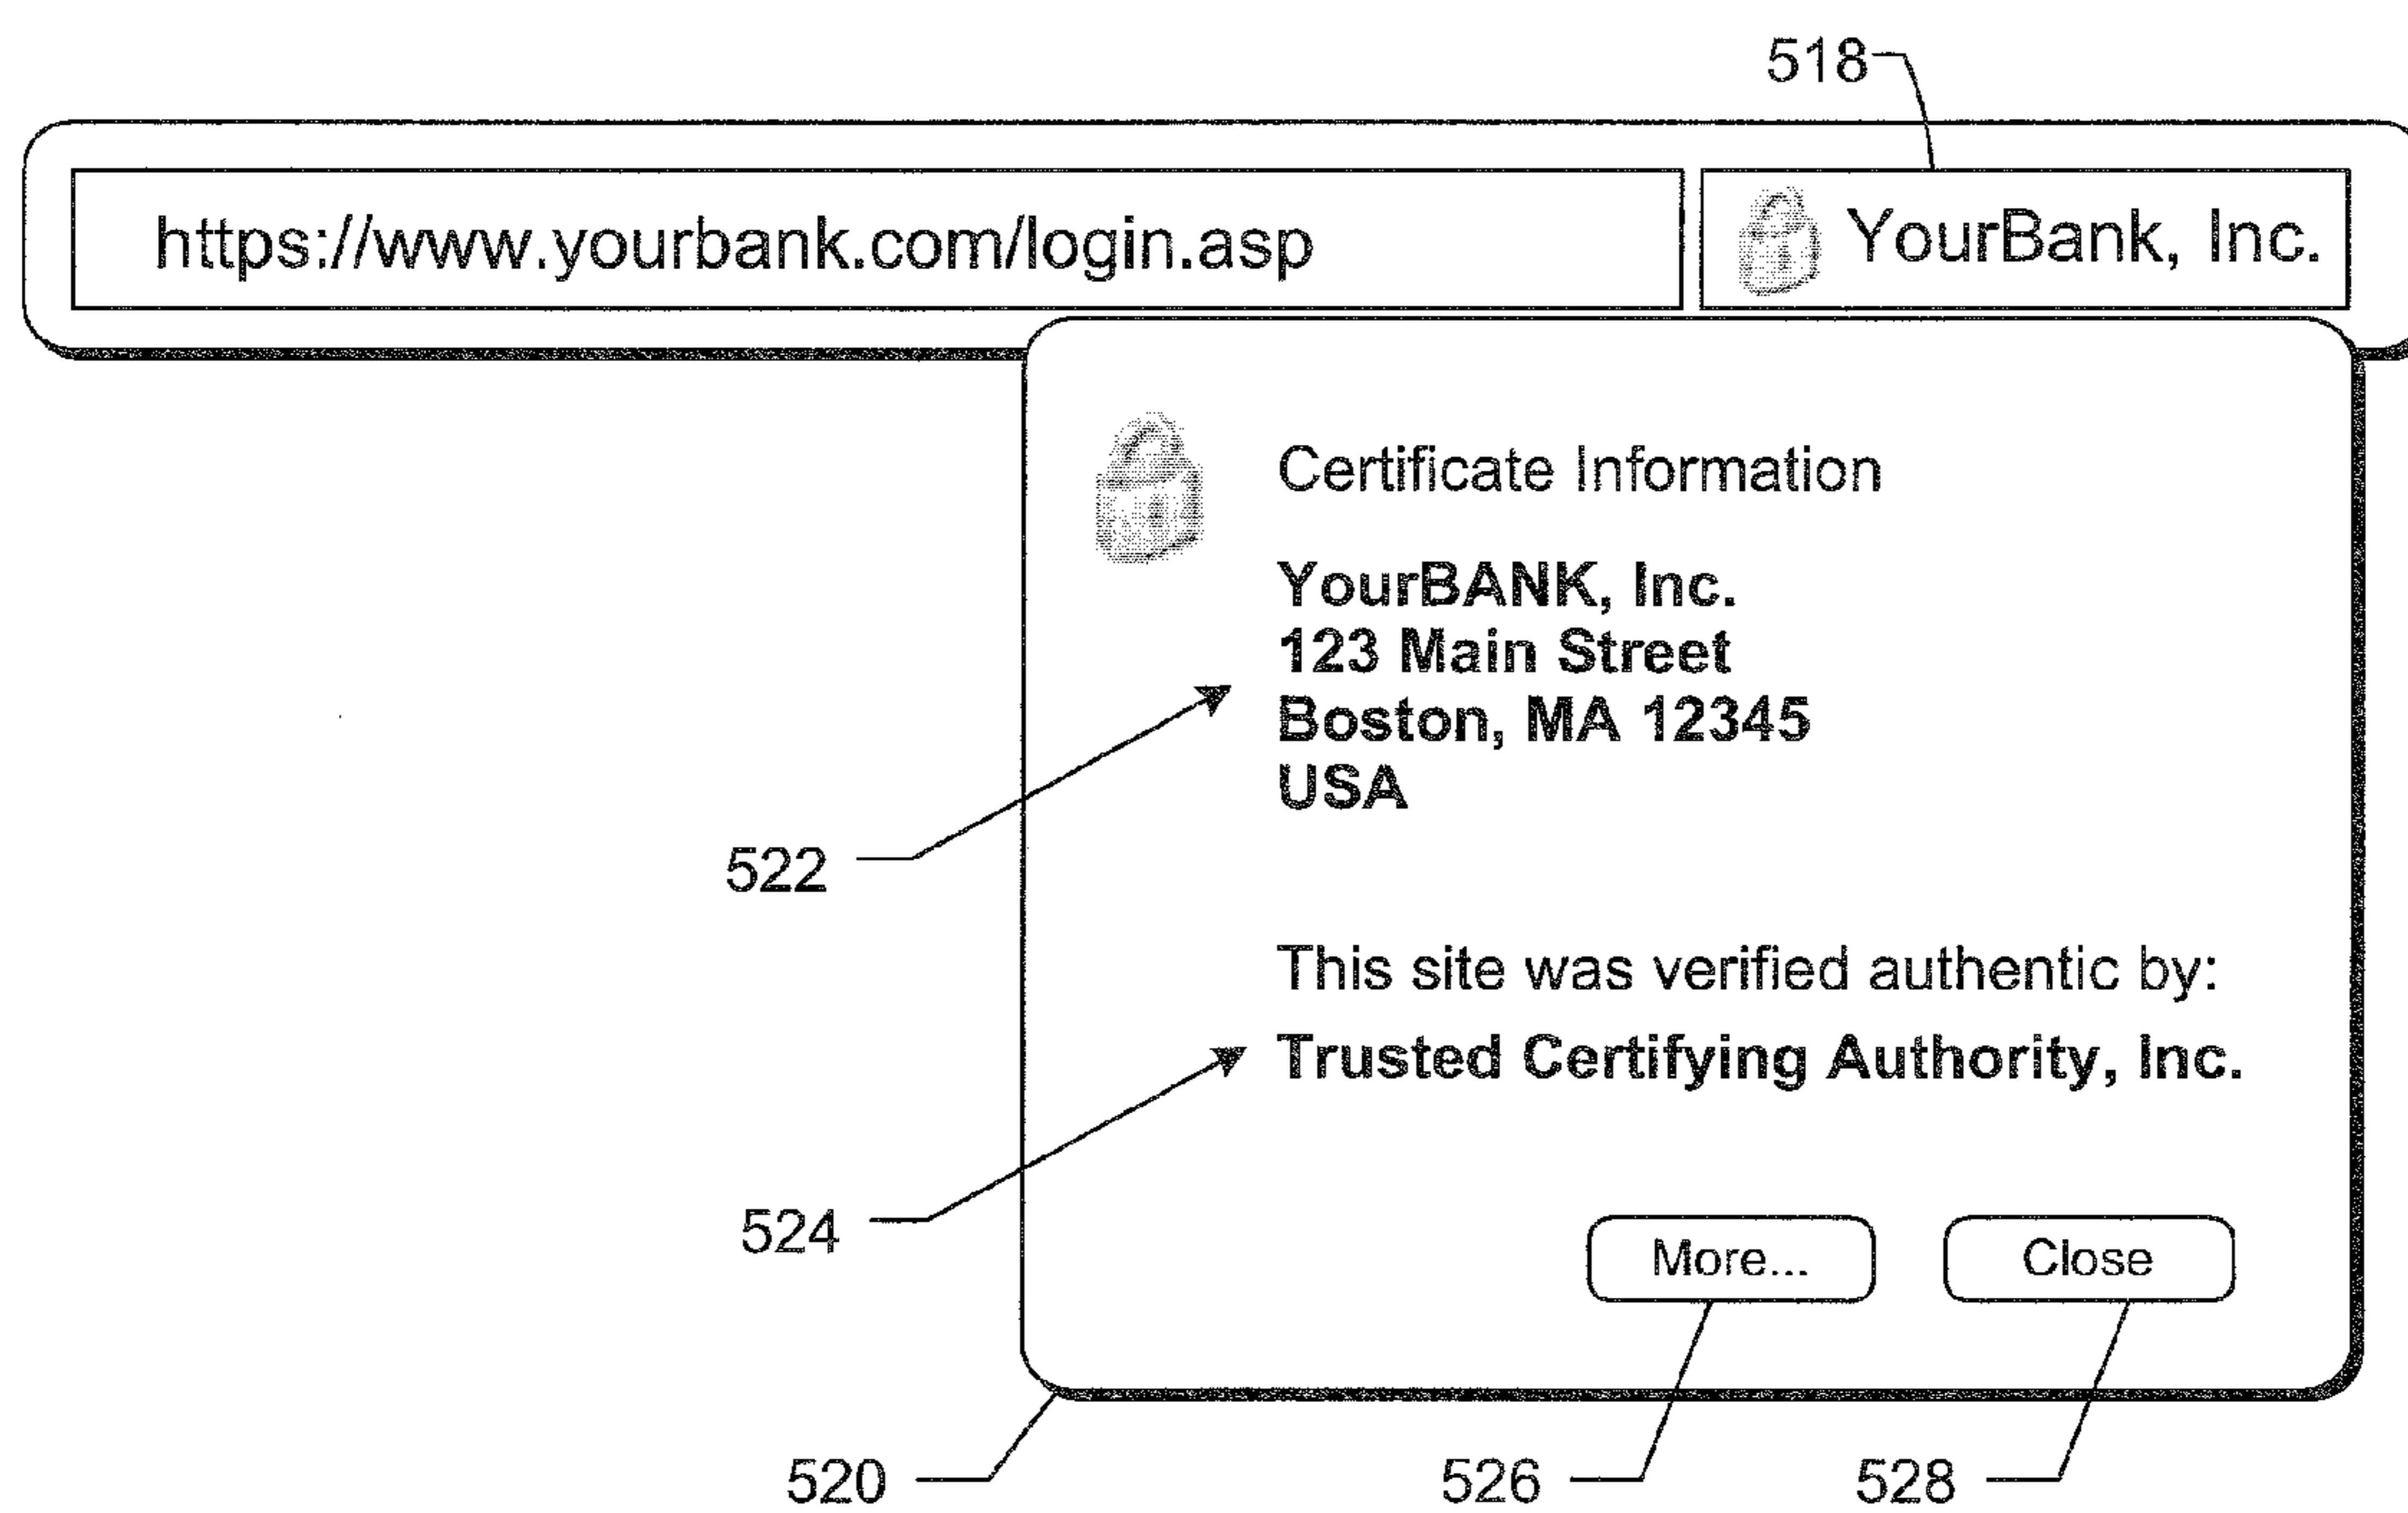 518
https://www.yourbank.com/login.asp
YourBank, Inc.
Certificate Information
YourBANK, Inc.
123 Main Street
Boston, MA 12345
USA
522
This site was verified authentic by:
Trusted Certifying Authority, Inc.
524
More...
Close
520
526
528